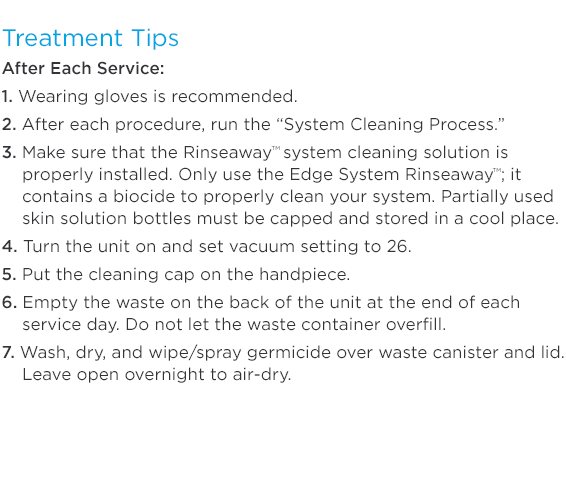 Treatment Tips
After Each Service:
1. Wearing gloves is recommended.
2. After each procedure, run the “System Cleaning Process.”
3. Make sure that the Rinseaway™ system cleaning solution is
properly installed. Only use the Edge System Rinseaway™; it
contains a biocide to properly clean your system. Partially used
skin solution bottles must be capped and stored in a cool place.
4. Turn the unit on and set vacuum setting to 26.
5. Put the cleaning cap on the handpiece.
6. Empty the waste on the back of the unit at the end of each
service day. Do not let the waste container overfill.
7. Wash, dry, and wipe/spray germicide over waste canister and lid.
Leave open overnight to air-dry.